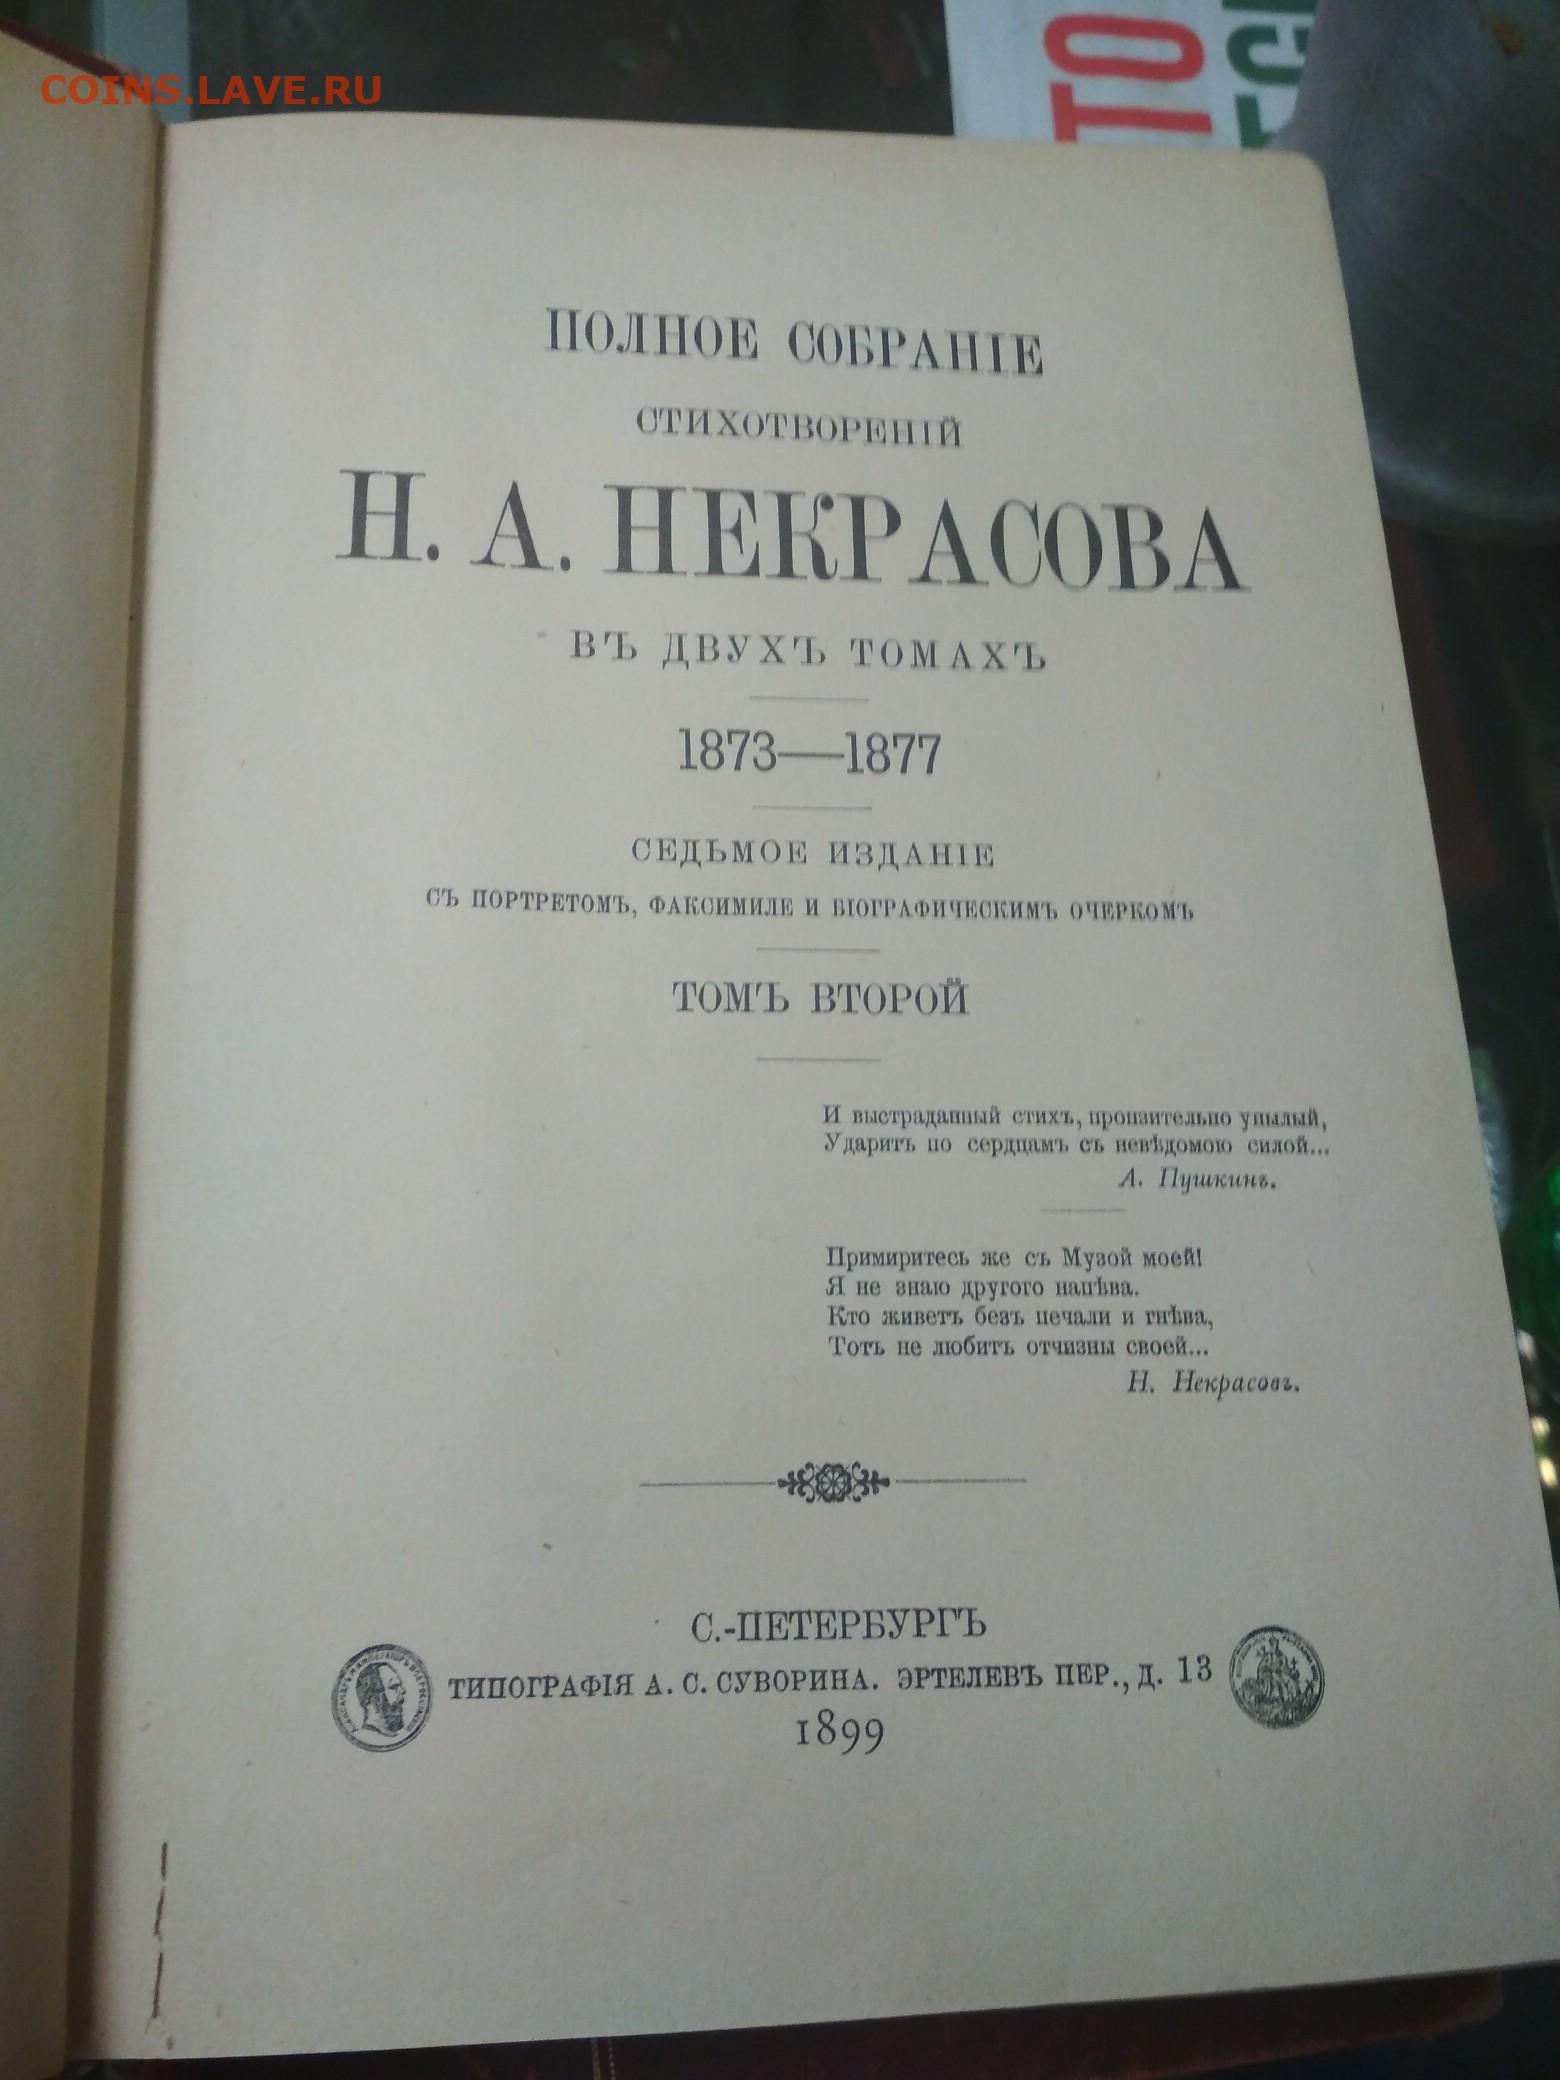 COINS.LAVE.RU
ТО
ПОЛНОЕ СОБРАНІЕ
СТИХОТВОРЕНІЙ
Н. А. НЕКРАСОВА
ВЪ ДВУХЪ ТОМАХЪ
1873—1877
СЕДЬМОЕ ИЗДАНІЕ
СЪ ПОРТРЕТОМЪ, ФАКСИМИЛЕ И БІОГРАФИЧЕСКИМЪ ОЧЕРКОМЪ
ТОМЪ ВТОРОЙ
И выстраданный стихъ, пронзительно унылый,
Ударитъ по сердцамъ съ невѣдомою силой...
А. Пушкинъ.
Примиритесь же съ Музой моей!
Я не знаю другого напѣва.
Кто живетъ безъ печали и гнѣва,
Тотъ не любитъ отчизны своей...
Н. Некрасовъ.
С.-ПЕТЕРБУРГЪ
ТИПОГРАФІЯ А. С. СУВОРИНА. ЭРТЕЛЕВЪ ПЕР., Д. 13
1899